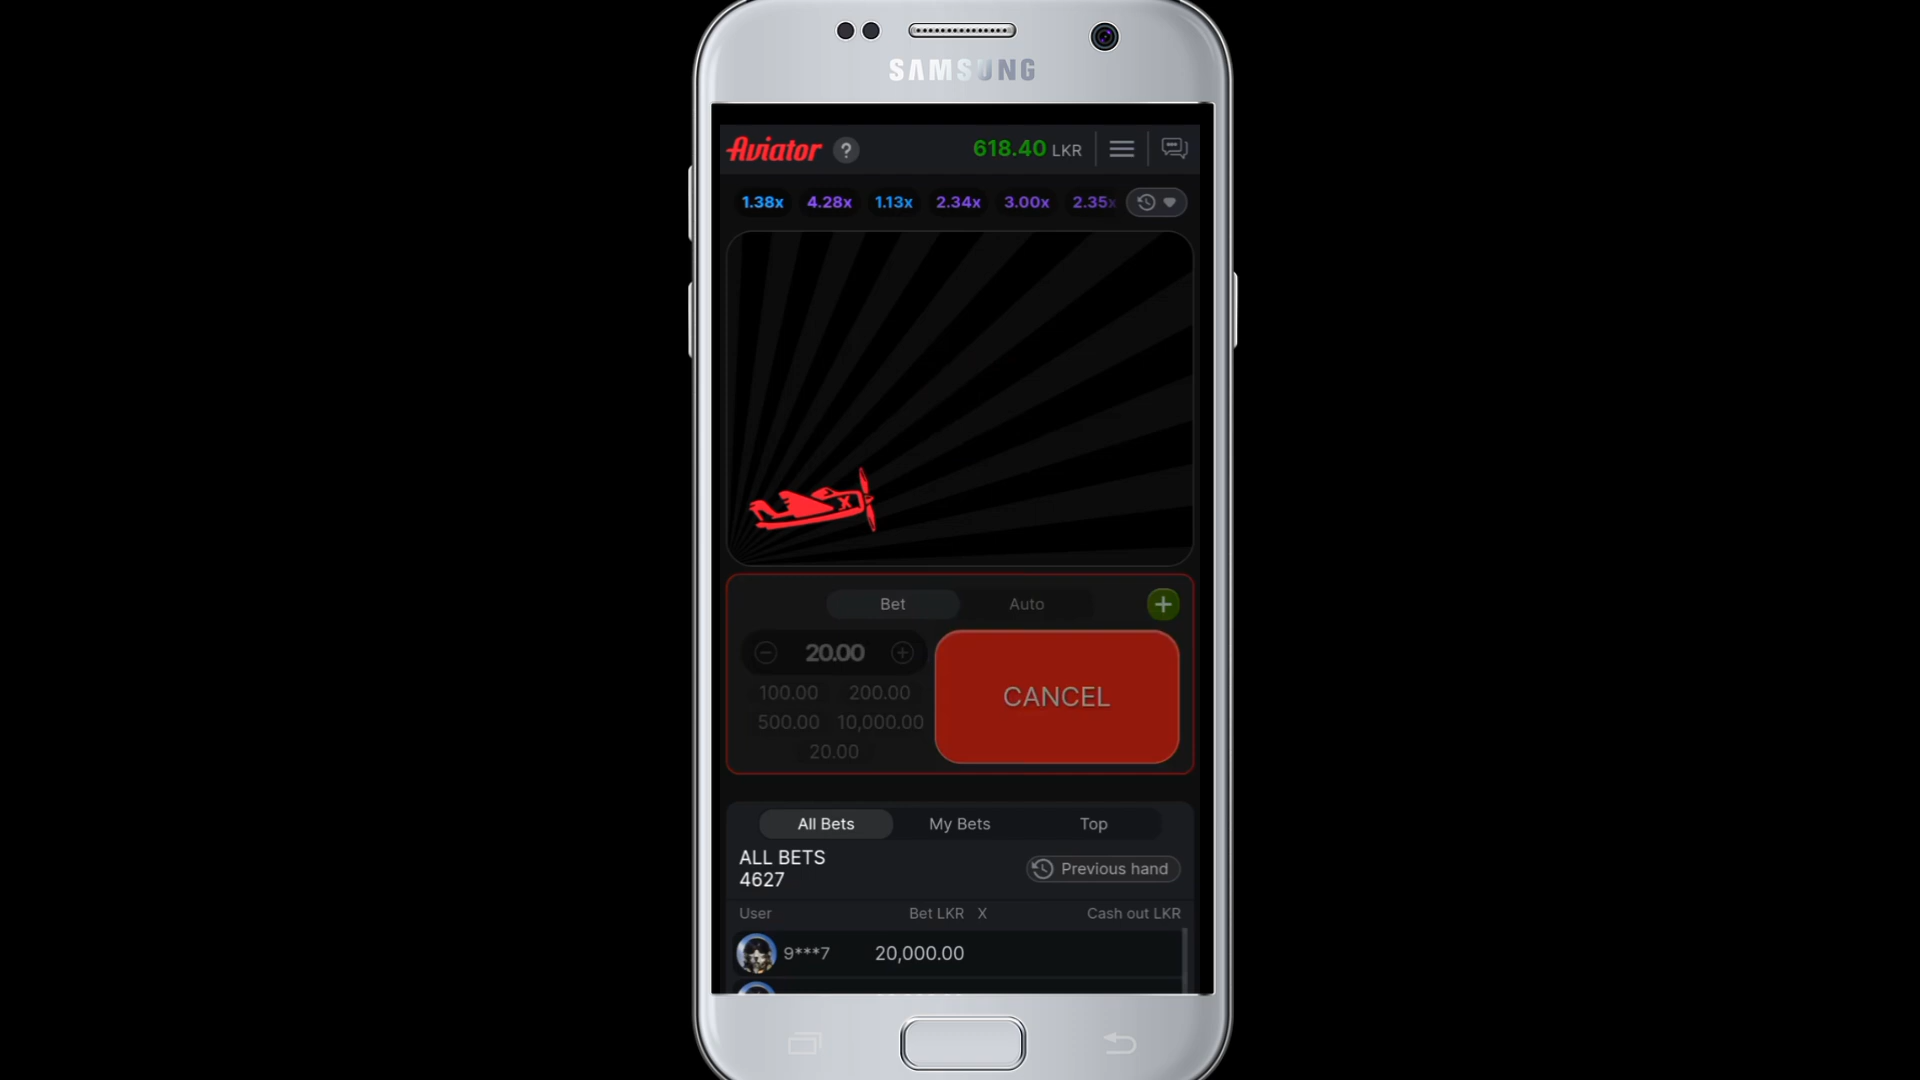 SAMSUNG
Aviator ? 618.40 LKR
1.38x 4.28x 1.13x 2.34x 3.00x 2.35x
X
Bet Auto
20.00
100.00 200.00
500.00 10,000.00
20.00
CANCEL
All Bets My Bets Top
ALL BETS
4627
Previous hand
User Bet LKR X Cash out LKR
9***7 20,000.00